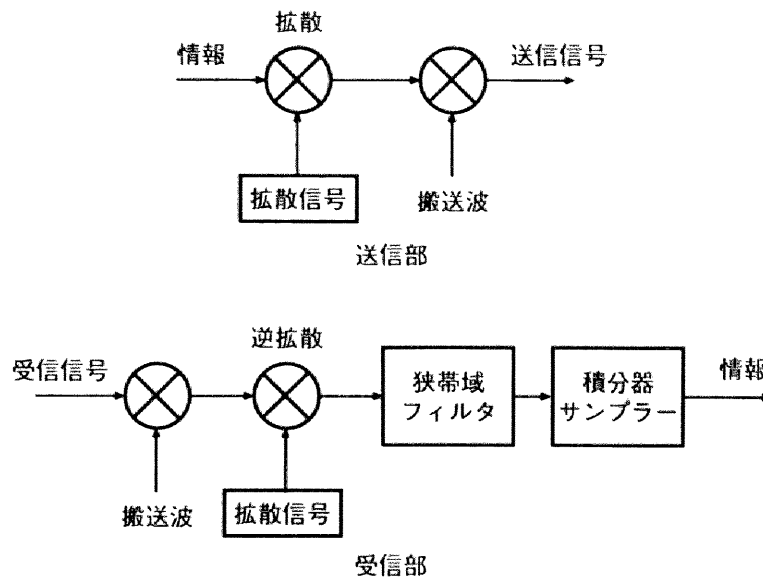 拡散
情報
送信信号
拡散信号
搬送波
送信部
逆拡散
受信信号
狭帯域
フィルタ
積分器
サンプラー
情報
搬送波
拡散信号
受信部